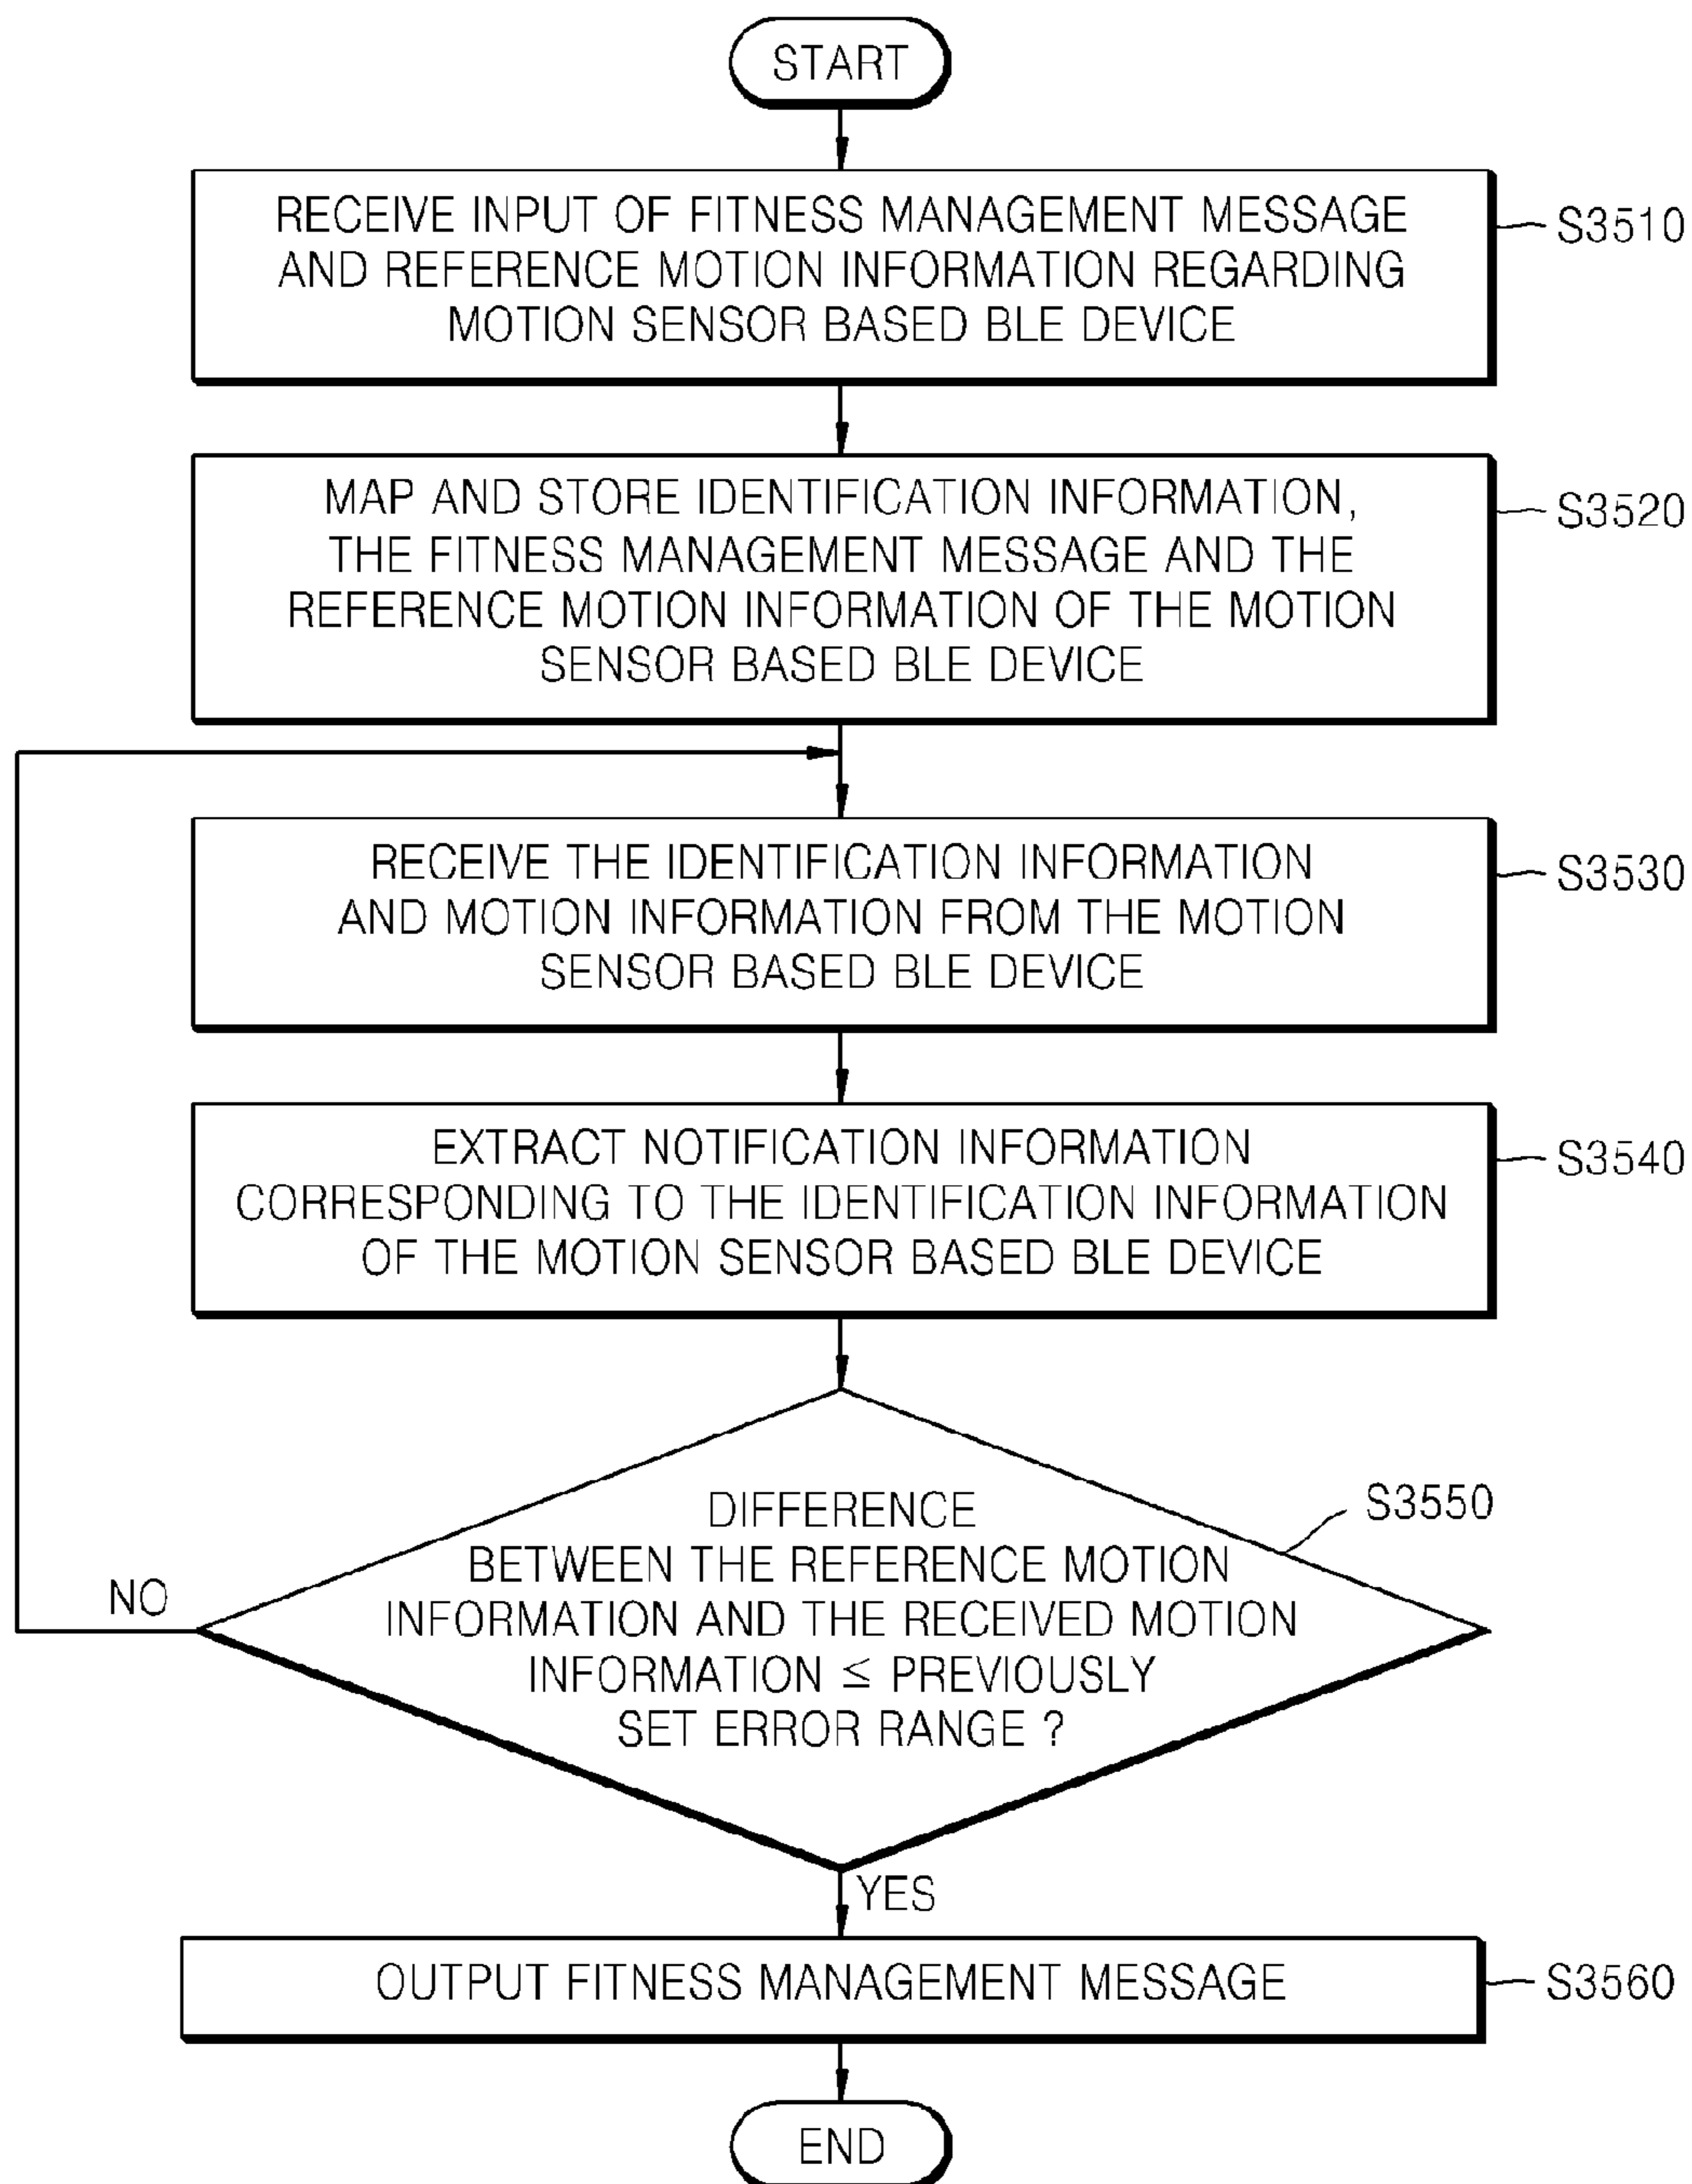 START
RECEIVE INPUT OF FITNESS MANAGEMENT MESSAGE
AND REFERENCE MOTION INFORMATION REGARDING
MOTION SENSOR BASED BLE DEVICE
S3510
MAP AND STORE IDENTIFICATION INFORMATION,
THE FITNESS MANAGEMENT MESSAGE AND THE
REFERENCE MOTION INFORMATION OF THE MOTION
SENSOR BASED BLE DEVICE
S3520
RECEIVE THE IDENTIFICATION INFORMATION
AND MOTION INFORMATION FROM THE MOTION
SENSOR BASED BLE DEVICE
S3530
EXTRACT NOTIFICATION INFORMATION
CORRESPONDING TO THE IDENTIFICATION INFORMATION
OF THE MOTION SENSOR BASED BLE DEVICE
S3540
DIFFERENCE
BETWEEN THE REFERENCE MOTION
INFORMATION AND THE RECEIVED MOTION
INFORMATION ≤ PREVIOUSLY
SET ERROR RANGE ?
S3550
NO
YES
OUTPUT FITNESS MANAGEMENT MESSAGE
S3560
END